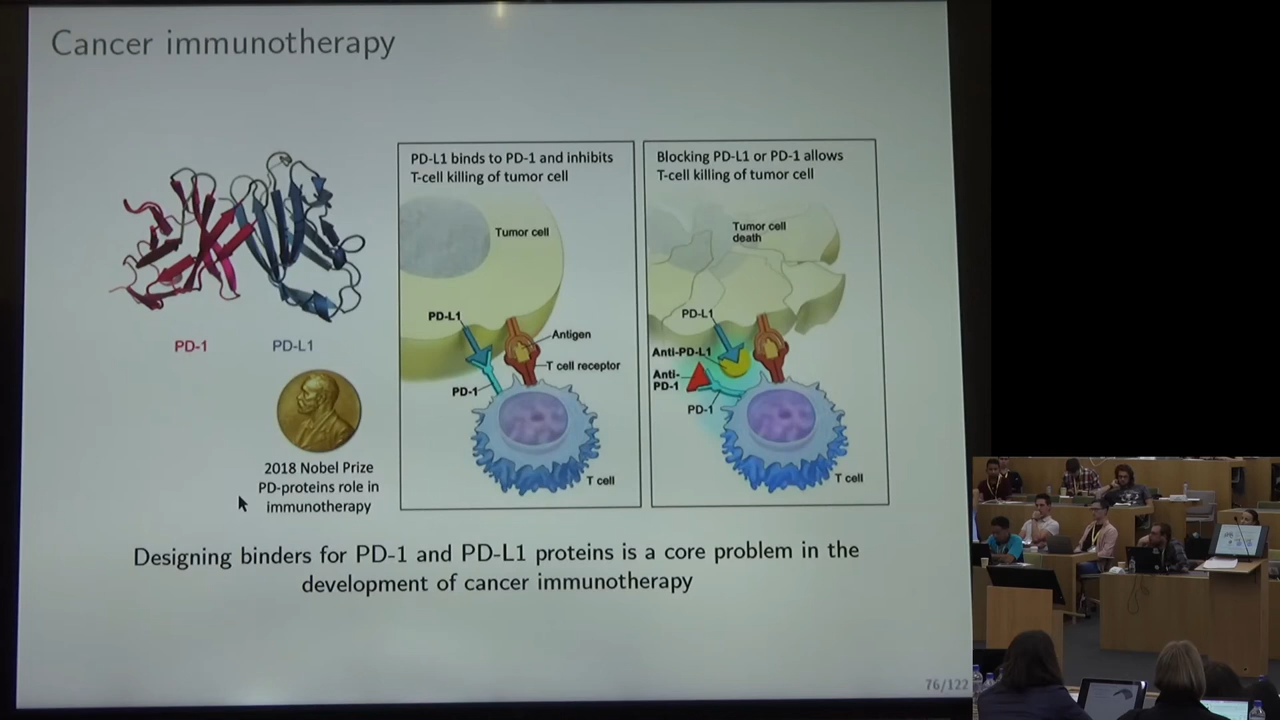 Cancer immunotherapy
PD-1
PD-L1
2018 Nobel Prize
PD-proteins role in
immunotherapy
PD-L1 binds to PD-1 and inhibits
T-cell killing of tumor cell
Tumor cell
PD-L1
Antigen
T cell receptor
PD-1
T cell
Blocking PD-L1 or PD-1 allows
T-cell killing of tumor cell
Tumor cell
death
PD-L1
Anti-PD-L1
Anti-
PD-1
PD-1
T cell
Designing binders for PD-1 and PD-L1 proteins is a core problem in the
development of cancer immunotherapy
76/122